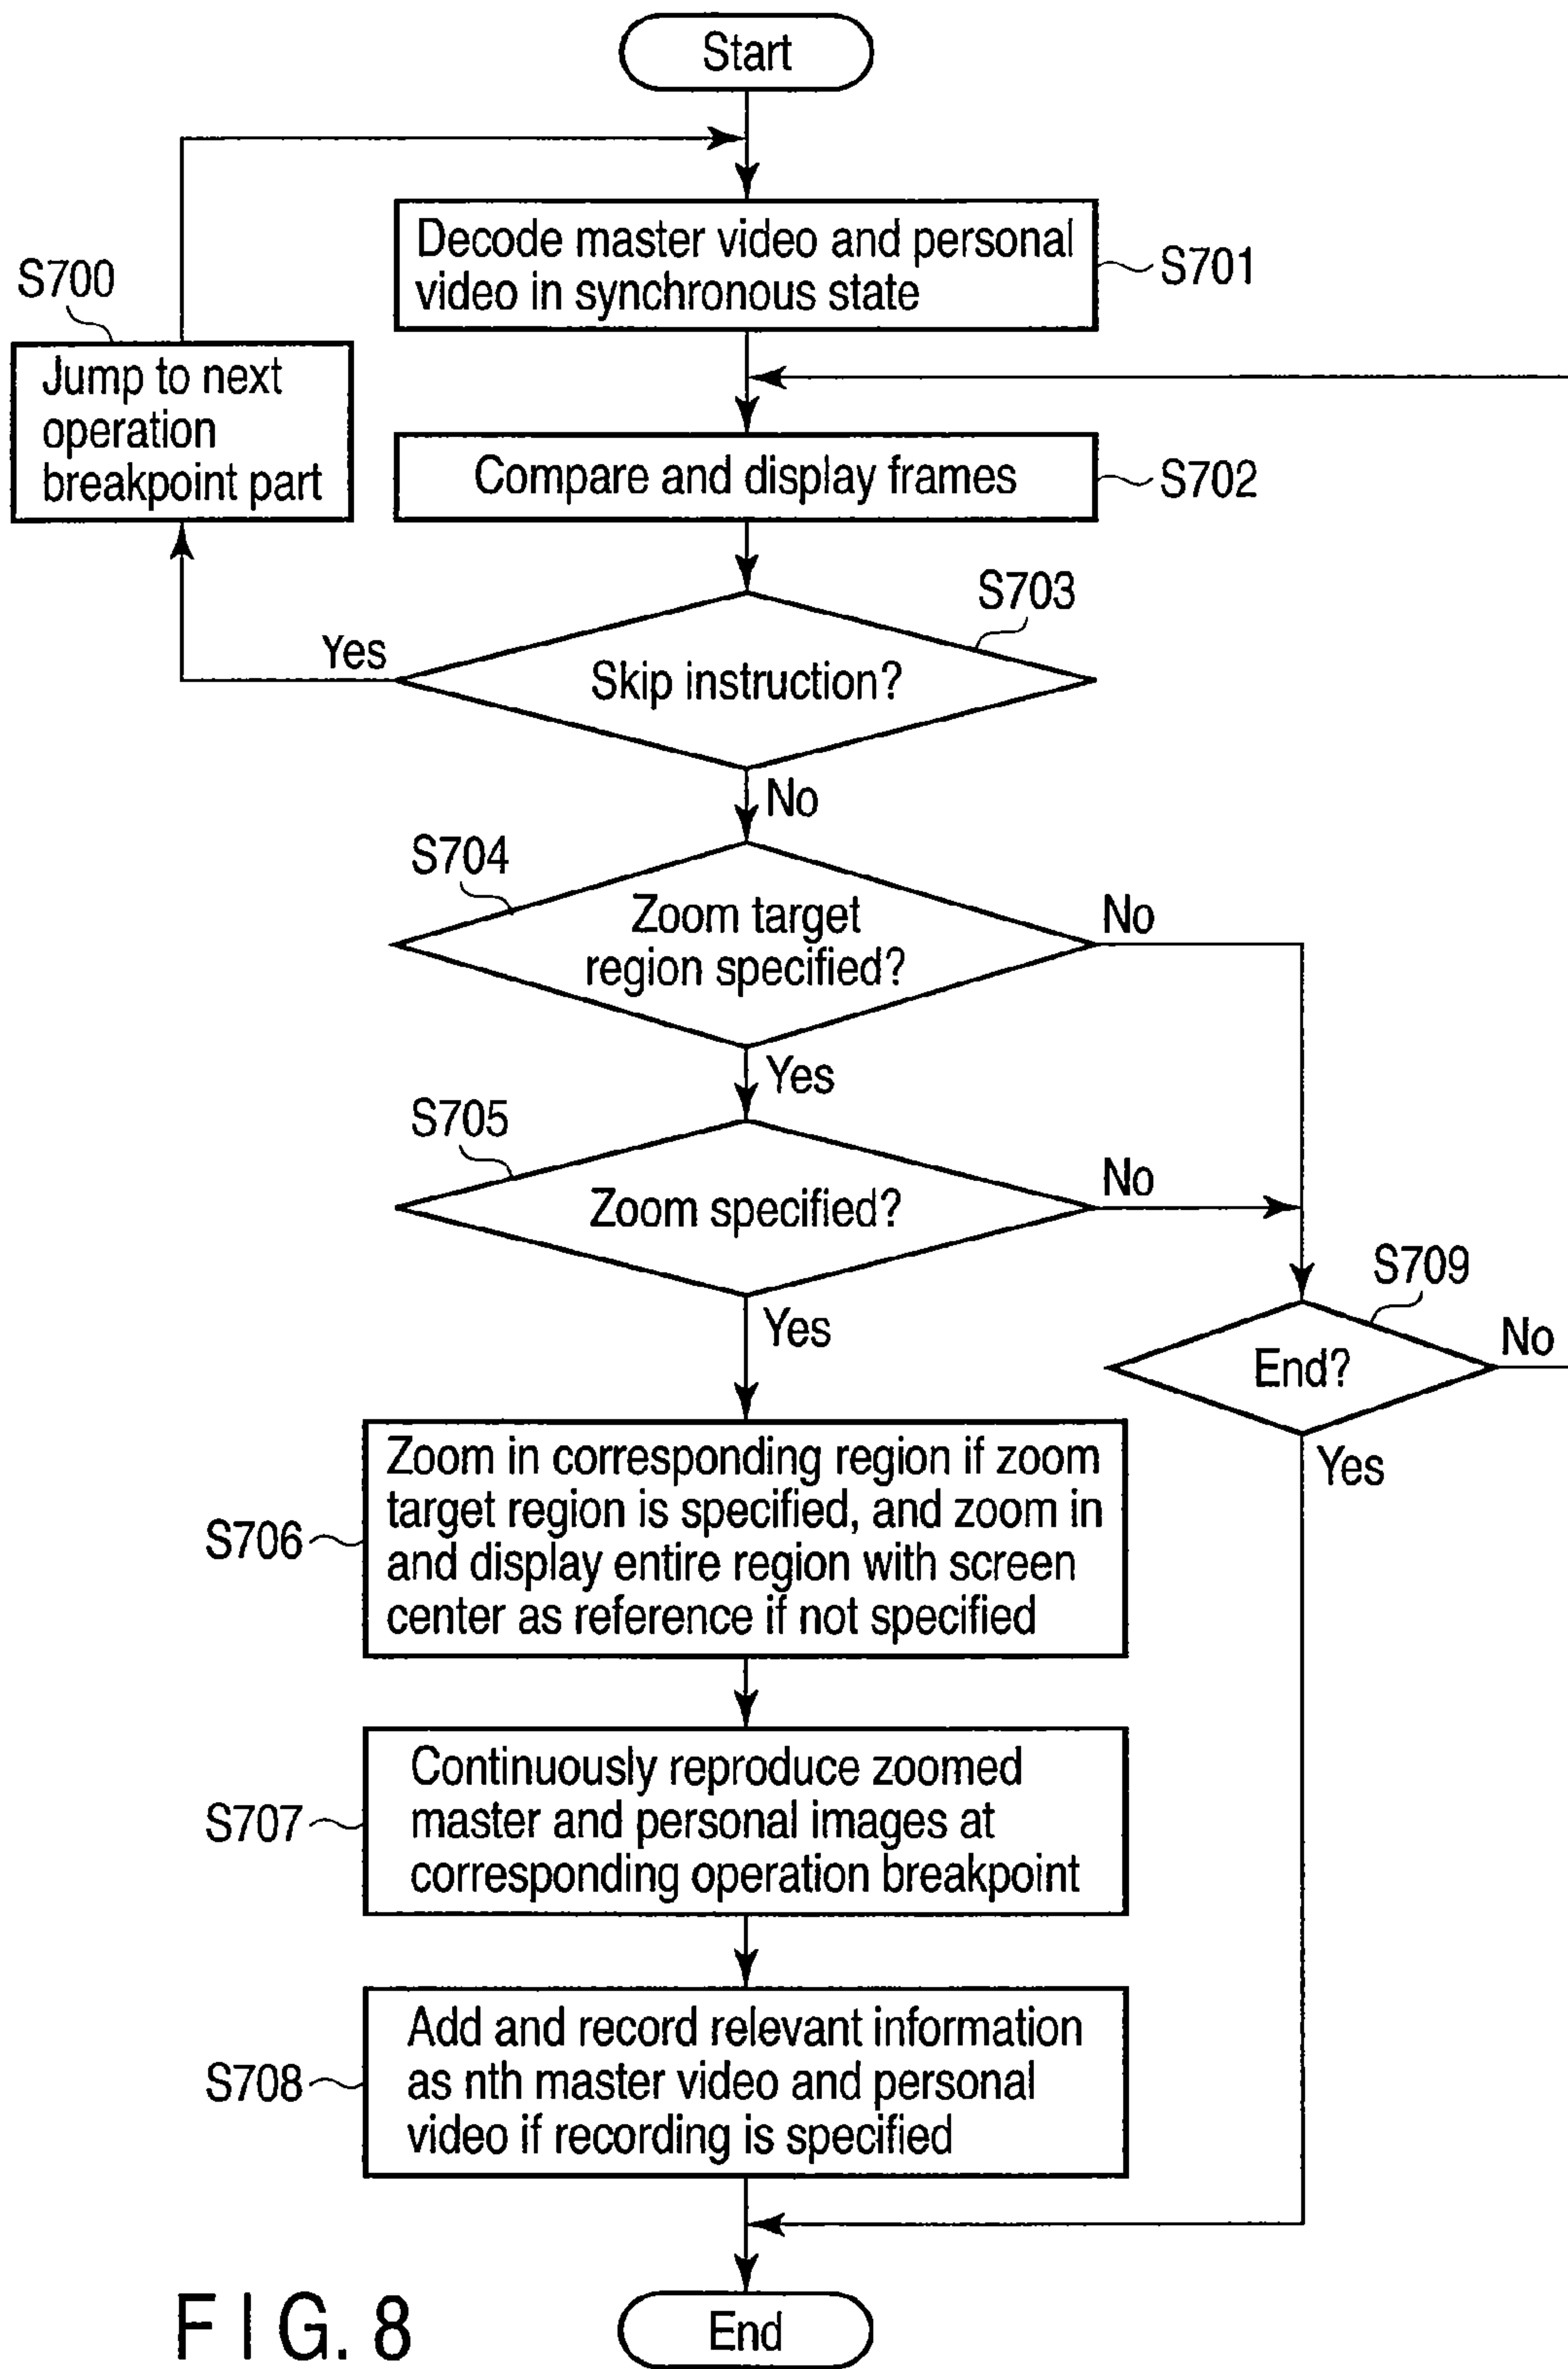 Start
Decode master video and personal
video in synchronous state
S701
S700
Jump to next
operation
breakpoint part
Compare and display frames
S702
S703
Yes
Skip instruction?
No
S704
Zoom target
region specified?
No
Yes
S705
Zoom specified?
No
S709
Yes
End?
No
Yes
S706
Zoom in corresponding region if zoom
target region is specified, and zoom in
and display entire region with screen
center as reference if not specified
S707
Continuously reproduce zoomed
master and personal images at
corresponding operation breakpoint
S708
Add and record relevant information
as nth master video and personal
video if recording is specified
End
FIG. 8